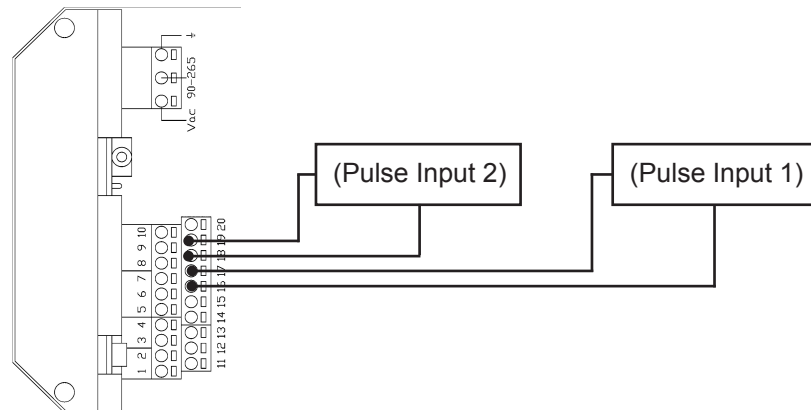 ⏚
90-265
Vac
(Pulse Input 2)
(Pulse Input 1)
1 2 3 4 5 6 7 8 9 10
11 12 13 14 15 16 17 18 19 20